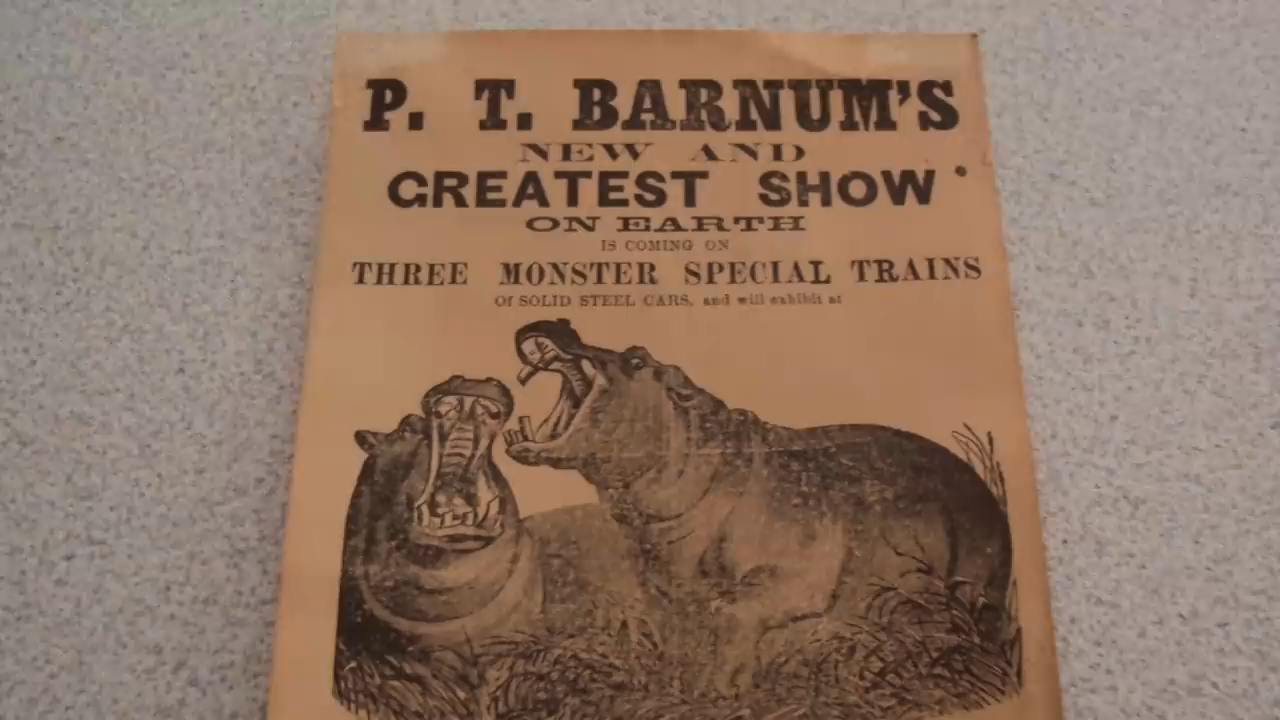 P. T. BARNUM'S
NEW AND
GREATEST SHOW
ON EARTH
IS COMING ON
THREE MONSTER SPECIAL TRAINS
Of SOLID STEEL CARS, and will exhibit at